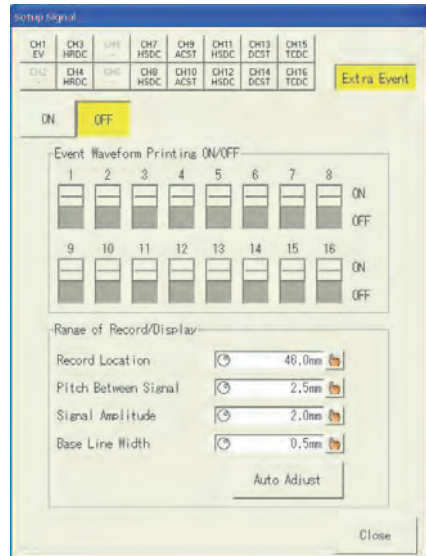 Setup Signal
CH1 CH3 CH5 CH7 CH9 CH11 CH13 CH15
EV HRDC - HSDC ACST HSDC DCST TCDC
CH2 CH4 CH6 CH8 CH10 CH12 CH14 CH16
- HRDC - HSDC ACST HSDC DCST TCDC
Extra Event
ON OFF
Event Waveform Printing ON/OFF
1 2 3 4 5 6 7 8
ON
OFF
9 10 11 12 13 14 15 16
ON
OFF
Range of Record/Display
Record Location 46.0mm
Pitch Between Signal 2.5mm
Signal Amplitude 2.0mm
Base Line Width 0.5mm
Auto Adjust
Close